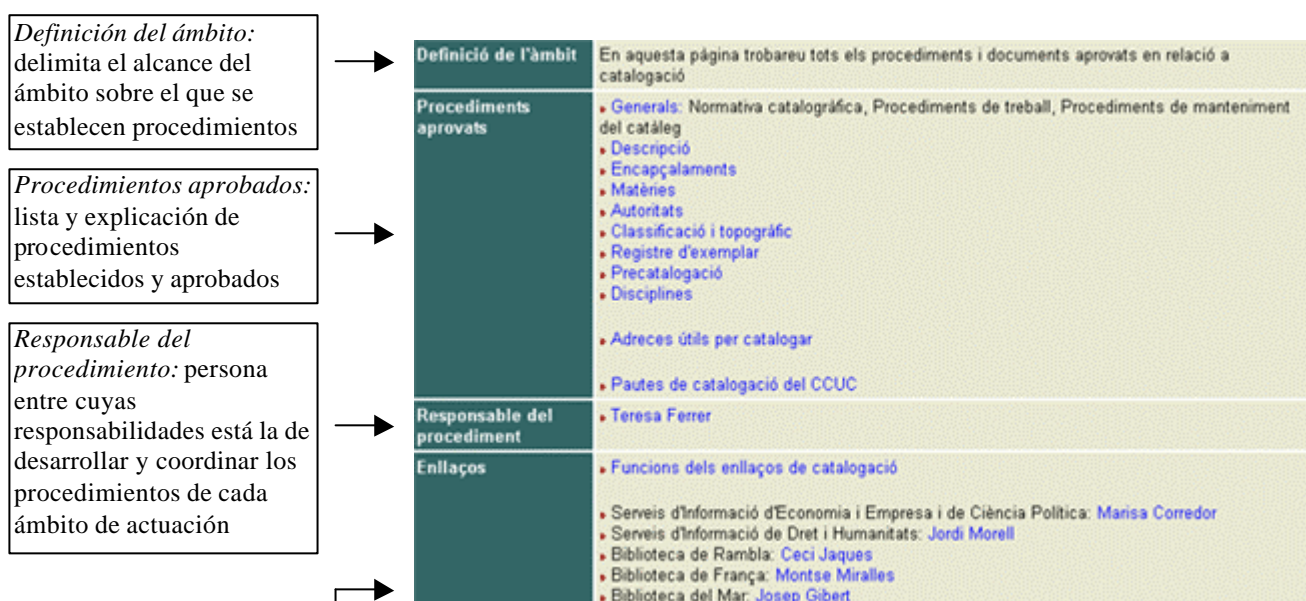 Definición del ámbito:
delimita el alcance del
ámbito sobre el que se
establecen procedimientos
Procedimientos aprobados:
lista y explicación de
procedimientos
establecidos y aprobados
Responsable del
procedimiento: persona
entre cuyas
responsabilidades está la de
desarrollar y coordinar los
procedimientos de cada
ámbito de actuación
Definició de l'àmbit
En aquesta pàgina trobareu tots els procediments i documents aprovats en relació a
catalogació
Procediments
aprovats
Generals: Normativa catalogràfica, Procediments de treball, Procediments de manteniment
del catàleg
Descripció
Encapçalaments
Matèries
Autoritats
Classificació i topogràfic
Registre d'exemplar
Precatalogació
Disciplines
Adreces útils per catalogar
Pautes de catalogació del CCUC
Responsable del
procediment
Teresa Ferrer
Enllaços
Funcions dels enllaços de catalogació
Serveis d'Informació d'Economia i Empresa i de Ciència Política: Marisa Corredor
Serveis d'Informació de Dret i Humanitats: Jordi Morell
Biblioteca de Rambla: Ceci Jaques
Biblioteca de França: Montse Miralles
Biblioteca del Mar: Josep Gibert